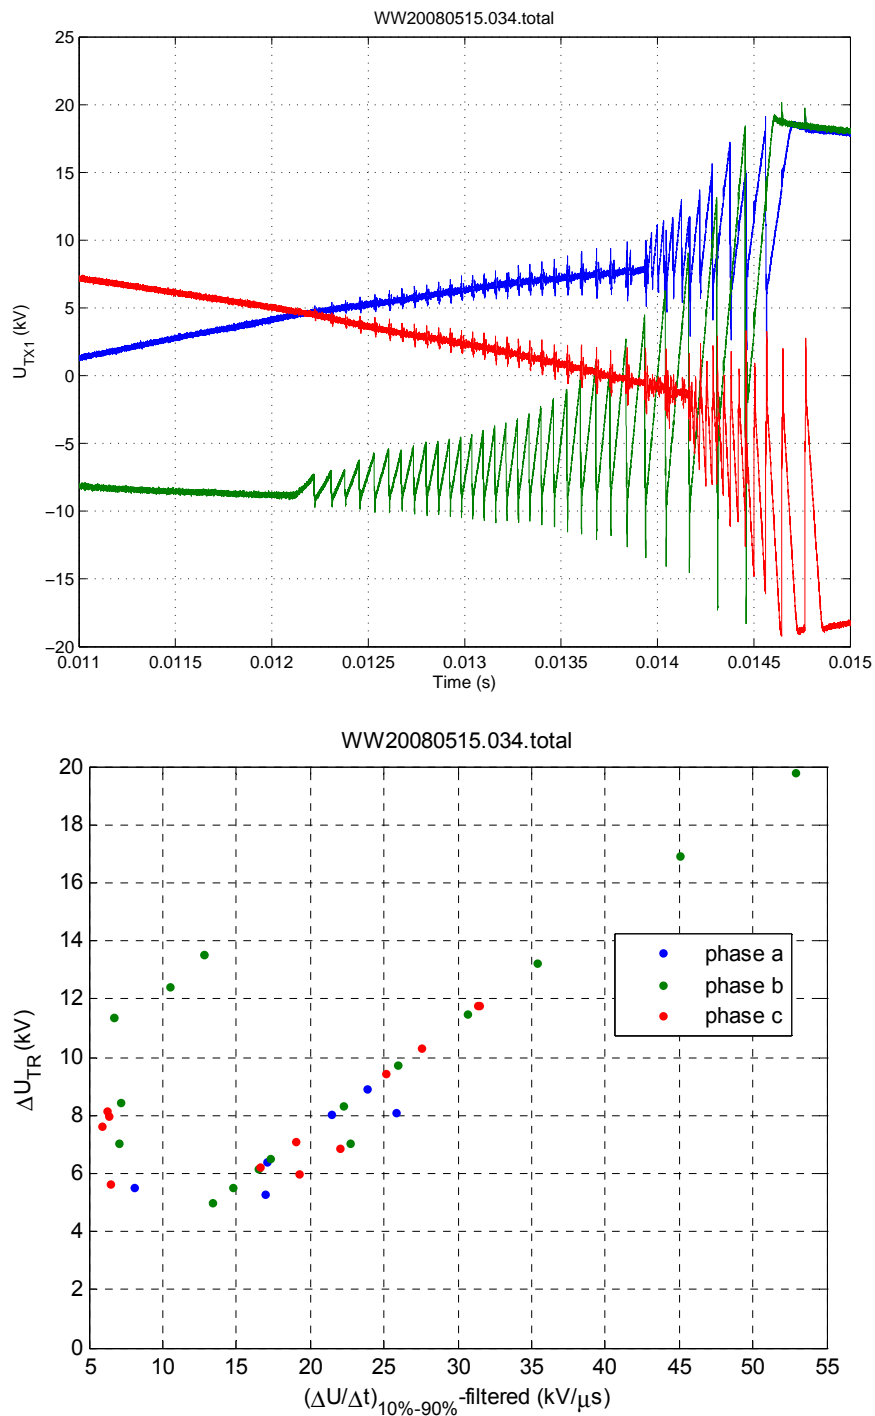 WW20080515.034.total
25
20
15
10
5
0
−5
−10
−15
−20
U_TX1 (kV)
0.011 0.0115 0.012 0.0125 0.013 0.0135 0.014 0.0145 0.015
Time (s)
WW20080515.034.total
20
18
16
14
12
10
8
6
4
2
0
ΔU_TR (kV)
phase a
phase b
phase c
5 10 15 20 25 30 35 40 45 50 55
(ΔU/Δt)_10%-90%-filtered (kV/μs)